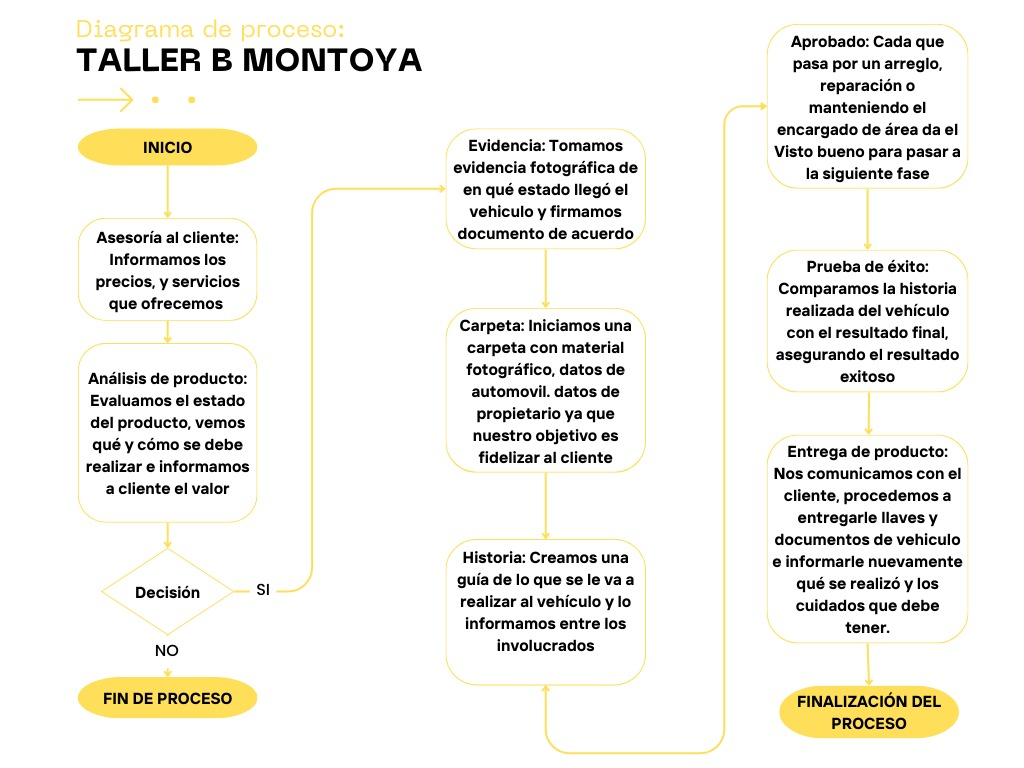 Diagrama de proceso:
TALLER B MONTOYA
INICIO
Asesoría al cliente:
Informamos los
precios, y servicios
que ofrecemos
Análisis de producto:
Evaluamos el estado
del producto, vemos
qué y cómo se debe
realizar e informamos
a cliente el valor
Decisión
SI
NO
FIN DE PROCESO
Evidencia: Tomamos
evidencia fotográfica de
en qué estado llegó el
vehiculo y firmamos
documento de acuerdo
Carpeta: Iniciamos una
carpeta con material
fotográfico, datos de
automovil. datos de
propietario ya que
nuestro objetivo es
fidelizar al cliente
Historia: Creamos una
guía de lo que se le va a
realizar al vehículo y lo
informamos entre los
involucrados
Aprobado: Cada que
pasa por un arreglo,
reparación o
manteniendo el
encargado de área da el
Visto bueno para pasar a
la siguiente fase
Prueba de éxito:
Comparamos la historia
realizada del vehículo
con el resultado final,
asegurando el resultado
exitoso
Entrega de producto:
Nos comunicamos con el
cliente, procedemos a
entregarle llaves y
documentos de vehiculo
e informarle nuevamente
qué se realizó y los
cuidados que debe
tener.
FINALIZACIÓN DEL
PROCESO